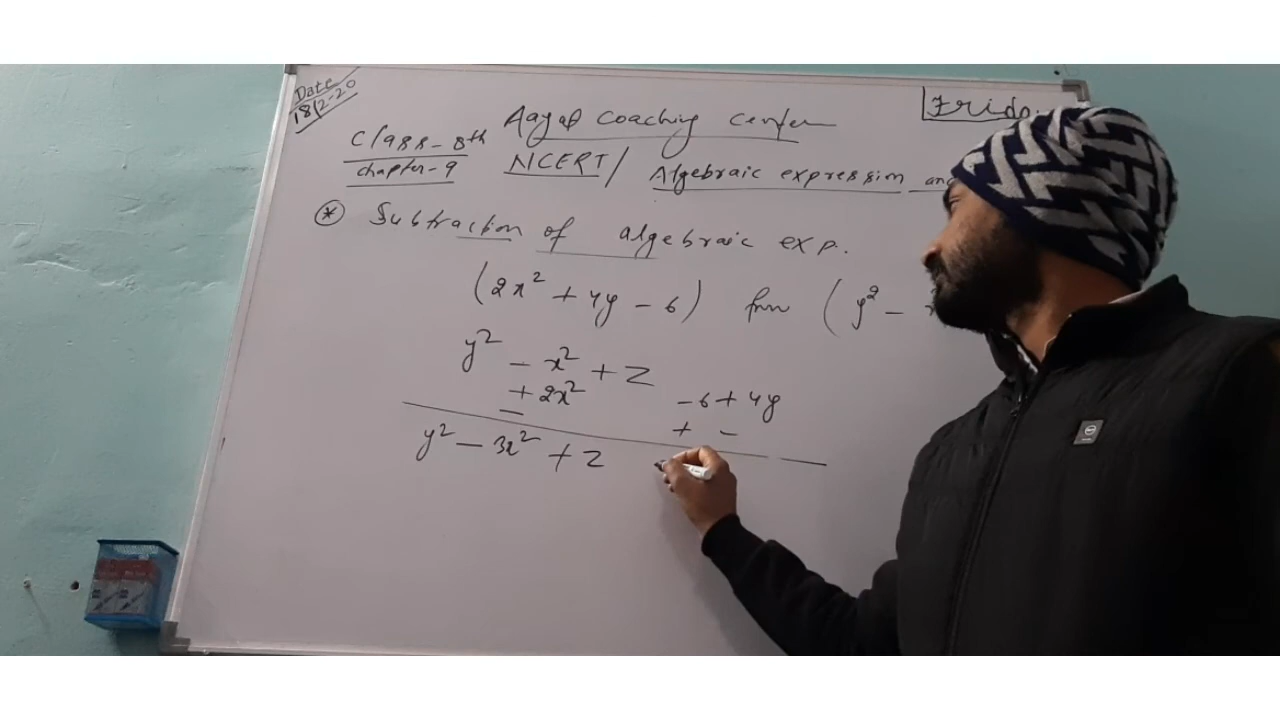 Date
18/2-20
Frida
Aayat coaching center
Class-8th
chapter-9
NCERT/ Algebraic expression an
* Subtraction of algebraic exp.
(2x² + 4y - 6) from (y² -
y² - x² + z
+ 2x² - 6 + 4y
- + -
y² - 3x² + z